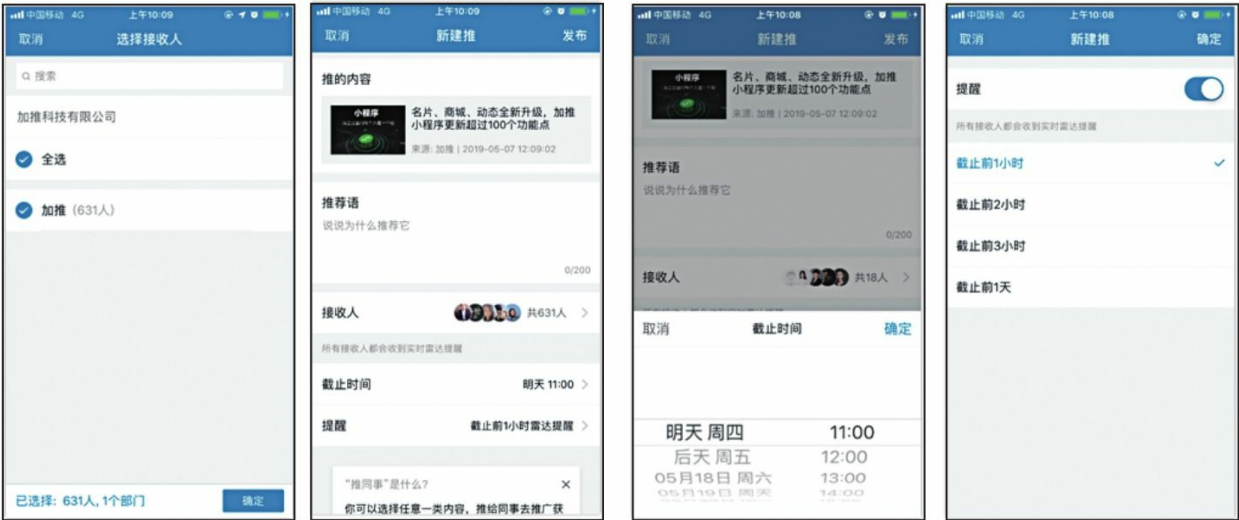 中国移动 4G 上午10:09
取消 选择接收人
搜索
加推科技有限公司
全选
加推 (631人)
已选择: 631人, 1个部门 确定
中国移动 4G 上午10:09
取消 新建推 发布
推的内容
小程序
名片、商城、动态全新升级, 加推
小程序更新超过100个功能点
来源: 加推 | 2019-05-07 12:09:02
推荐语
说说为什么推荐它
0/200
接收人 共631人
所有接收人都会收到实时雷达提醒
截止时间 明天 11:00
提醒 截止前1小时雷达提醒
“推同事”是什么?
你可以选择任意一类内容, 推给同事去推广获
中国移动 4G 上午10:08
取消 新建推 发布
小程序
名片、商城、动态全新升级, 加推
小程序更新超过100个功能点
来源: 加推 | 2019-05-07 12:09:02
推荐语
说说为什么推荐它
0/200
接收人 共18人
取消 截止时间 确定
明天 周四 11:00
后天 周五 12:00
05月18日 周六 13:00
05月19日 周天 14:00
中国移动 4G 上午10:08
取消 新建推 确定
提醒
所有接收人都会收到实时雷达提醒
截止前1小时
截止前2小时
截止前3小时
截止前1天